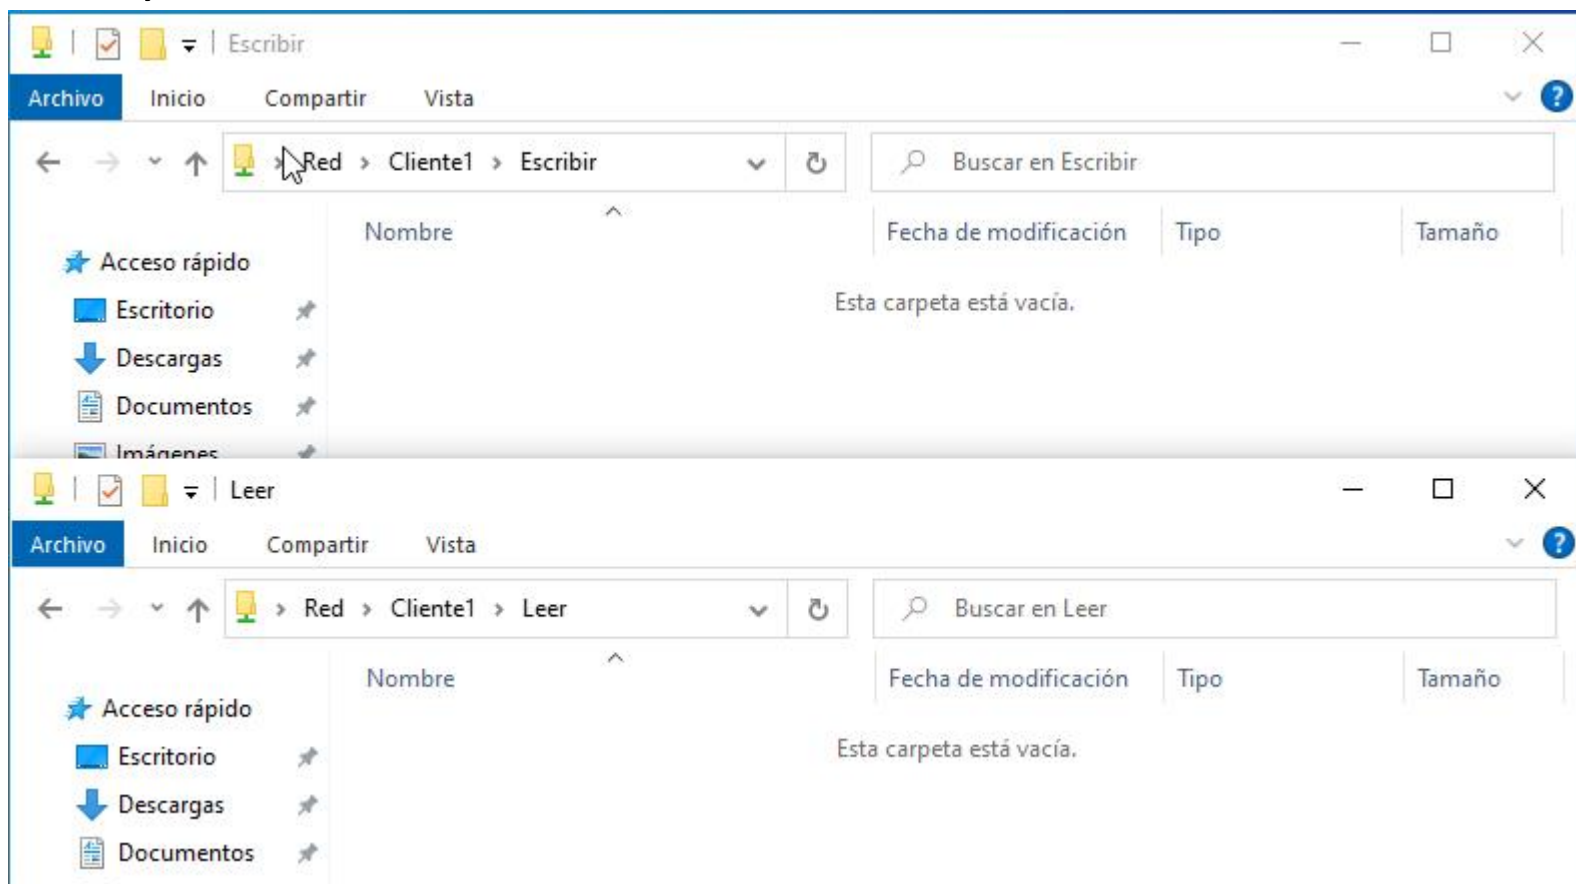 Escribir
Archivo Inicio Compartir Vista
Red > Cliente1 > Escribir Buscar en Escribir
Nombre Fecha de modificación Tipo Tamaño
Acceso rápido
Esta carpeta está vacía.
Escritorio
Descargas
Documentos
Imágenes
Leer
Archivo Inicio Compartir Vista
Red > Cliente1 > Leer Buscar en Leer
Nombre Fecha de modificación Tipo Tamaño
Acceso rápido
Esta carpeta está vacía.
Escritorio
Descargas
Documentos